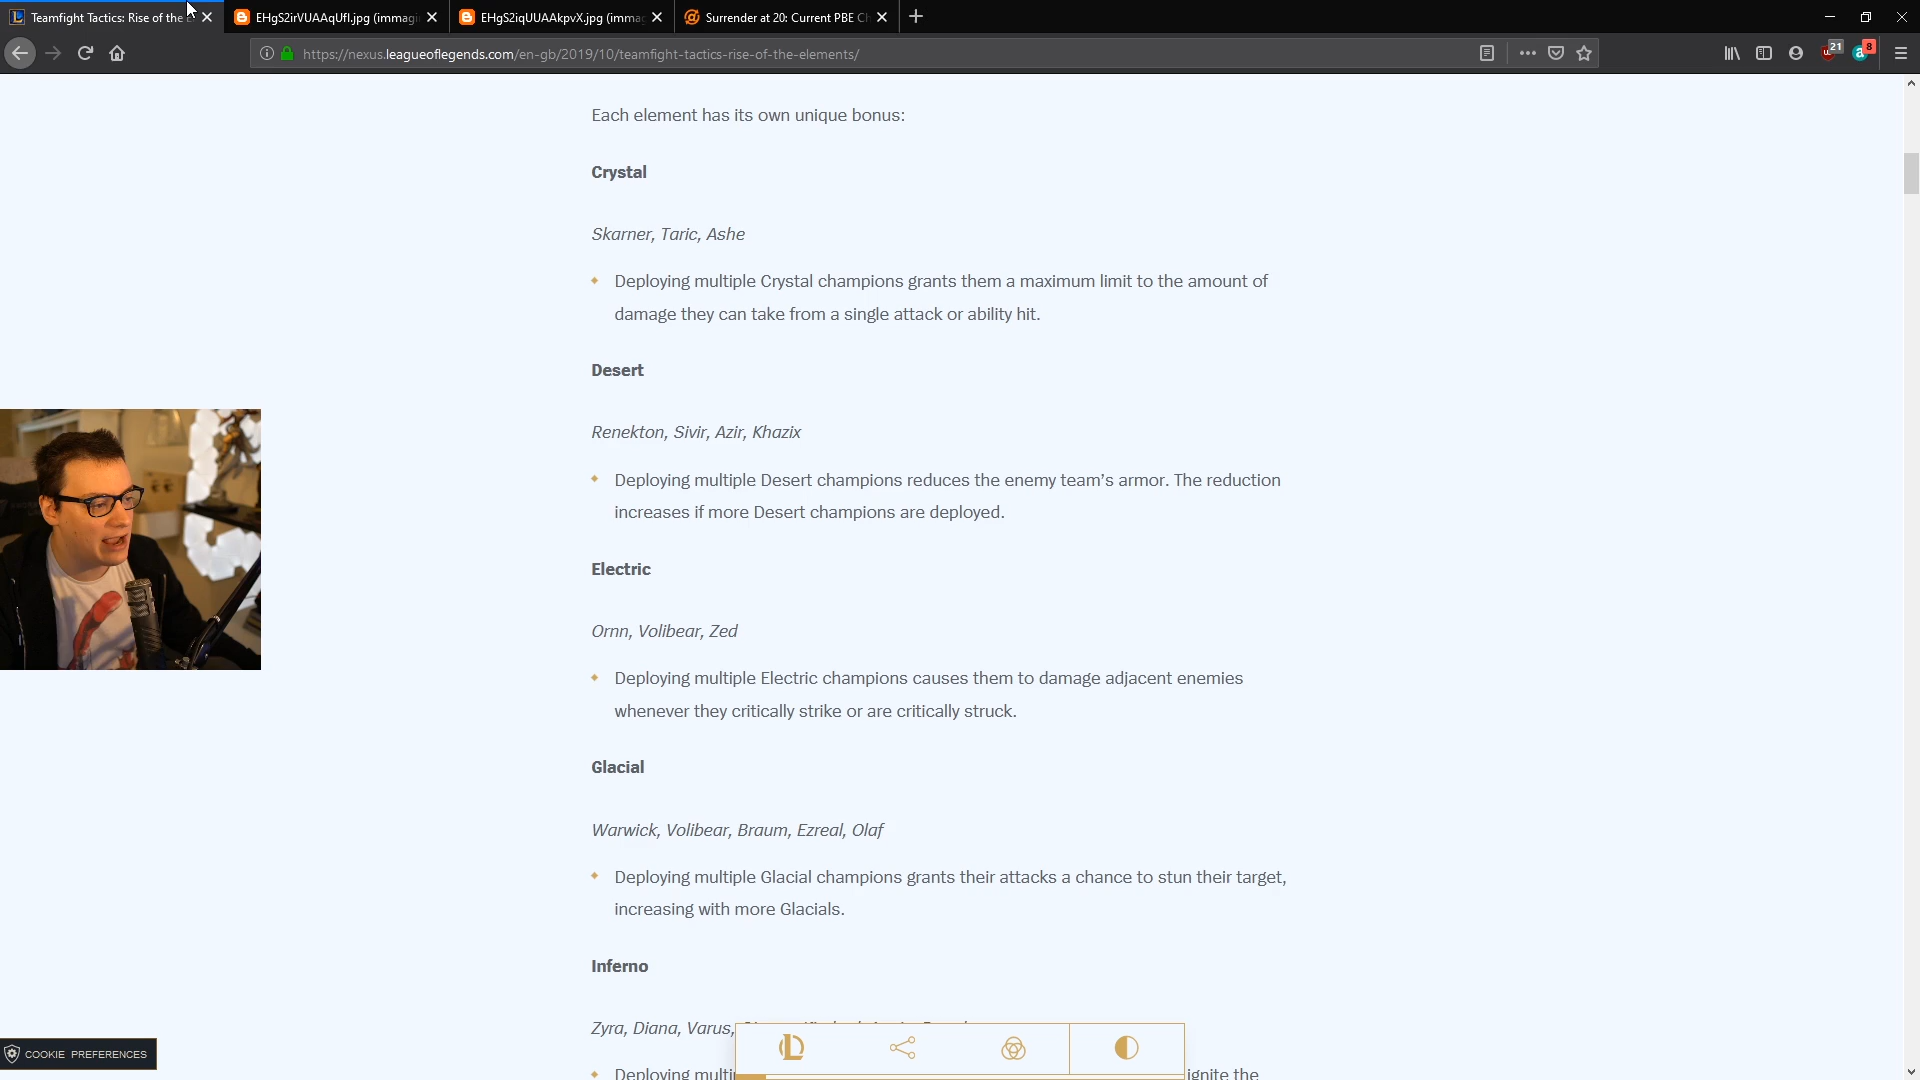 Teamfight Tactics: Rise of the
EHgS2irVUAAqUfI.jpg (immagi
EHgS2iqUUAAkpvX.jpg (imma
Surrender at 20: Current PBE C
https://nexus.leagueoflegends.com/en-gb/2019/10/teamfight-tactics-rise-of-the-elements/
21
8
Each element has its own unique bonus:
Crystal
Skarner, Taric, Ashe
Deploying multiple Crystal champions grants them a maximum limit to the amount of
damage they can take from a single attack or ability hit.
Desert
Renekton, Sivir, Azir, Khazix
Deploying multiple Desert champions reduces the enemy team's armor. The reduction
increases if more Desert champions are deployed.
Electric
Ornn, Volibear, Zed
Deploying multiple Electric champions causes them to damage adjacent enemies
whenever they critically strike or are critically struck.
Glacial
Warwick, Volibear, Braum, Ezreal, Olaf
Deploying multiple Glacial champions grants their attacks a chance to stun their target,
increasing with more Glacials.
Inferno
Zyra, Diana, Varus,
Deploying multi ignite the
COOKIE PREFERENCES